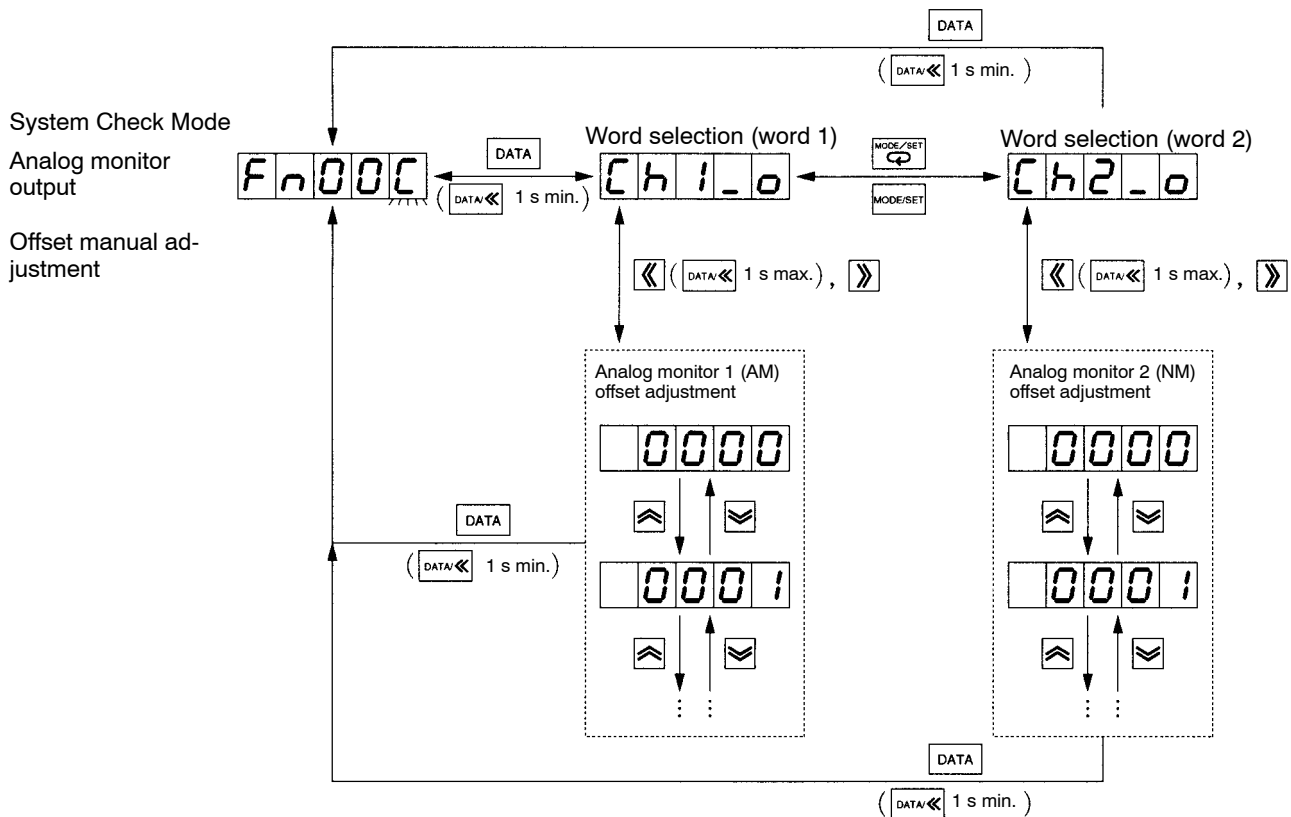 DATA
( DATA/≪ 1 s min. )
System Check Mode
Analog monitor
output
Offset manual ad-
justment
Fn00C
DATA
( DATA/≪ 1 s min. )
Word selection (word 1)
Ch1_o
MODE/SET
MODE/SET
Word selection (word 2)
Ch2_o
≪ ( DATA/≪ 1 s max. ) , ≫
≪ ( DATA/≪ 1 s max. ) , ≫
Analog monitor 1 (AM)
offset adjustment
0000
0001
Analog monitor 2 (NM)
offset adjustment
0000
0001
DATA
( DATA/≪ 1 s min. )
DATA
( DATA/≪ 1 s min. )